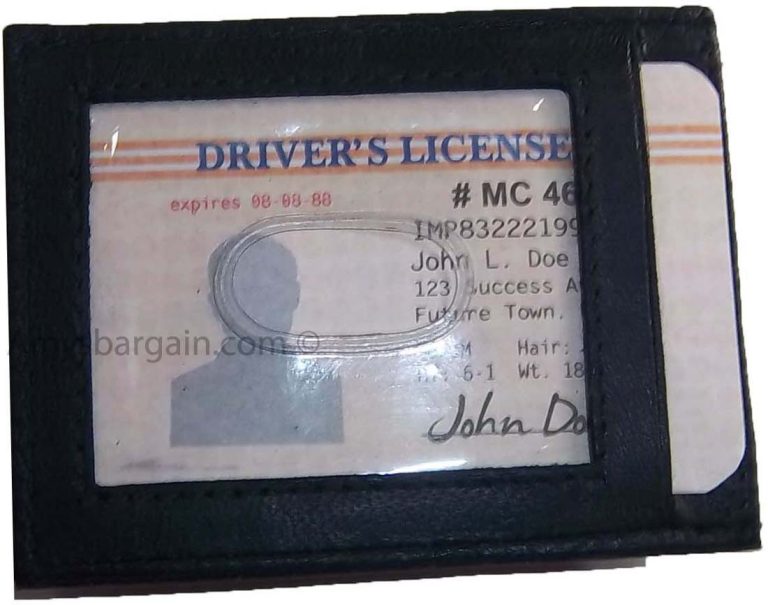 DRIVER'S LICENSE
expires 08-08-88
# MC 46
IMP83222199
John L. Doe
123 Success A
Future Town.
M Hair:
6-1 Wt. 18
John Do
bargain.com ©